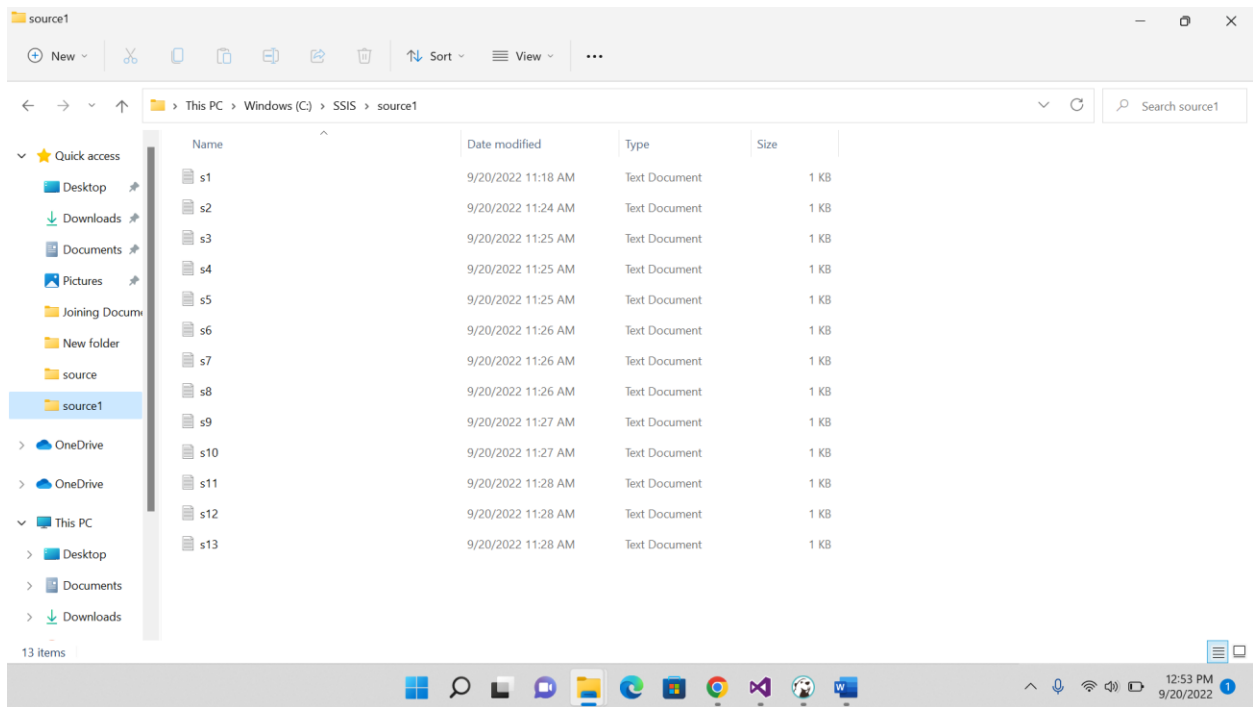 source1
New
Sort
View
This PC > Windows (C:) > SSIS > source1
Search source1
Name Date modified Type Size
Quick access
Desktop
Downloads
Documents
Pictures
Joining Docume
New folder
source
source1
OneDrive
OneDrive
This PC
Desktop
Documents
Downloads
s1 9/20/2022 11:18 AM Text Document 1 KB
s2 9/20/2022 11:24 AM Text Document 1 KB
s3 9/20/2022 11:25 AM Text Document 1 KB
s4 9/20/2022 11:25 AM Text Document 1 KB
s5 9/20/2022 11:25 AM Text Document 1 KB
s6 9/20/2022 11:26 AM Text Document 1 KB
s7 9/20/2022 11:26 AM Text Document 1 KB
s8 9/20/2022 11:26 AM Text Document 1 KB
s9 9/20/2022 11:27 AM Text Document 1 KB
s10 9/20/2022 11:27 AM Text Document 1 KB
s11 9/20/2022 11:28 AM Text Document 1 KB
s12 9/20/2022 11:28 AM Text Document 1 KB
s13 9/20/2022 11:28 AM Text Document 1 KB
13 items
12:53 PM
9/20/2022
1